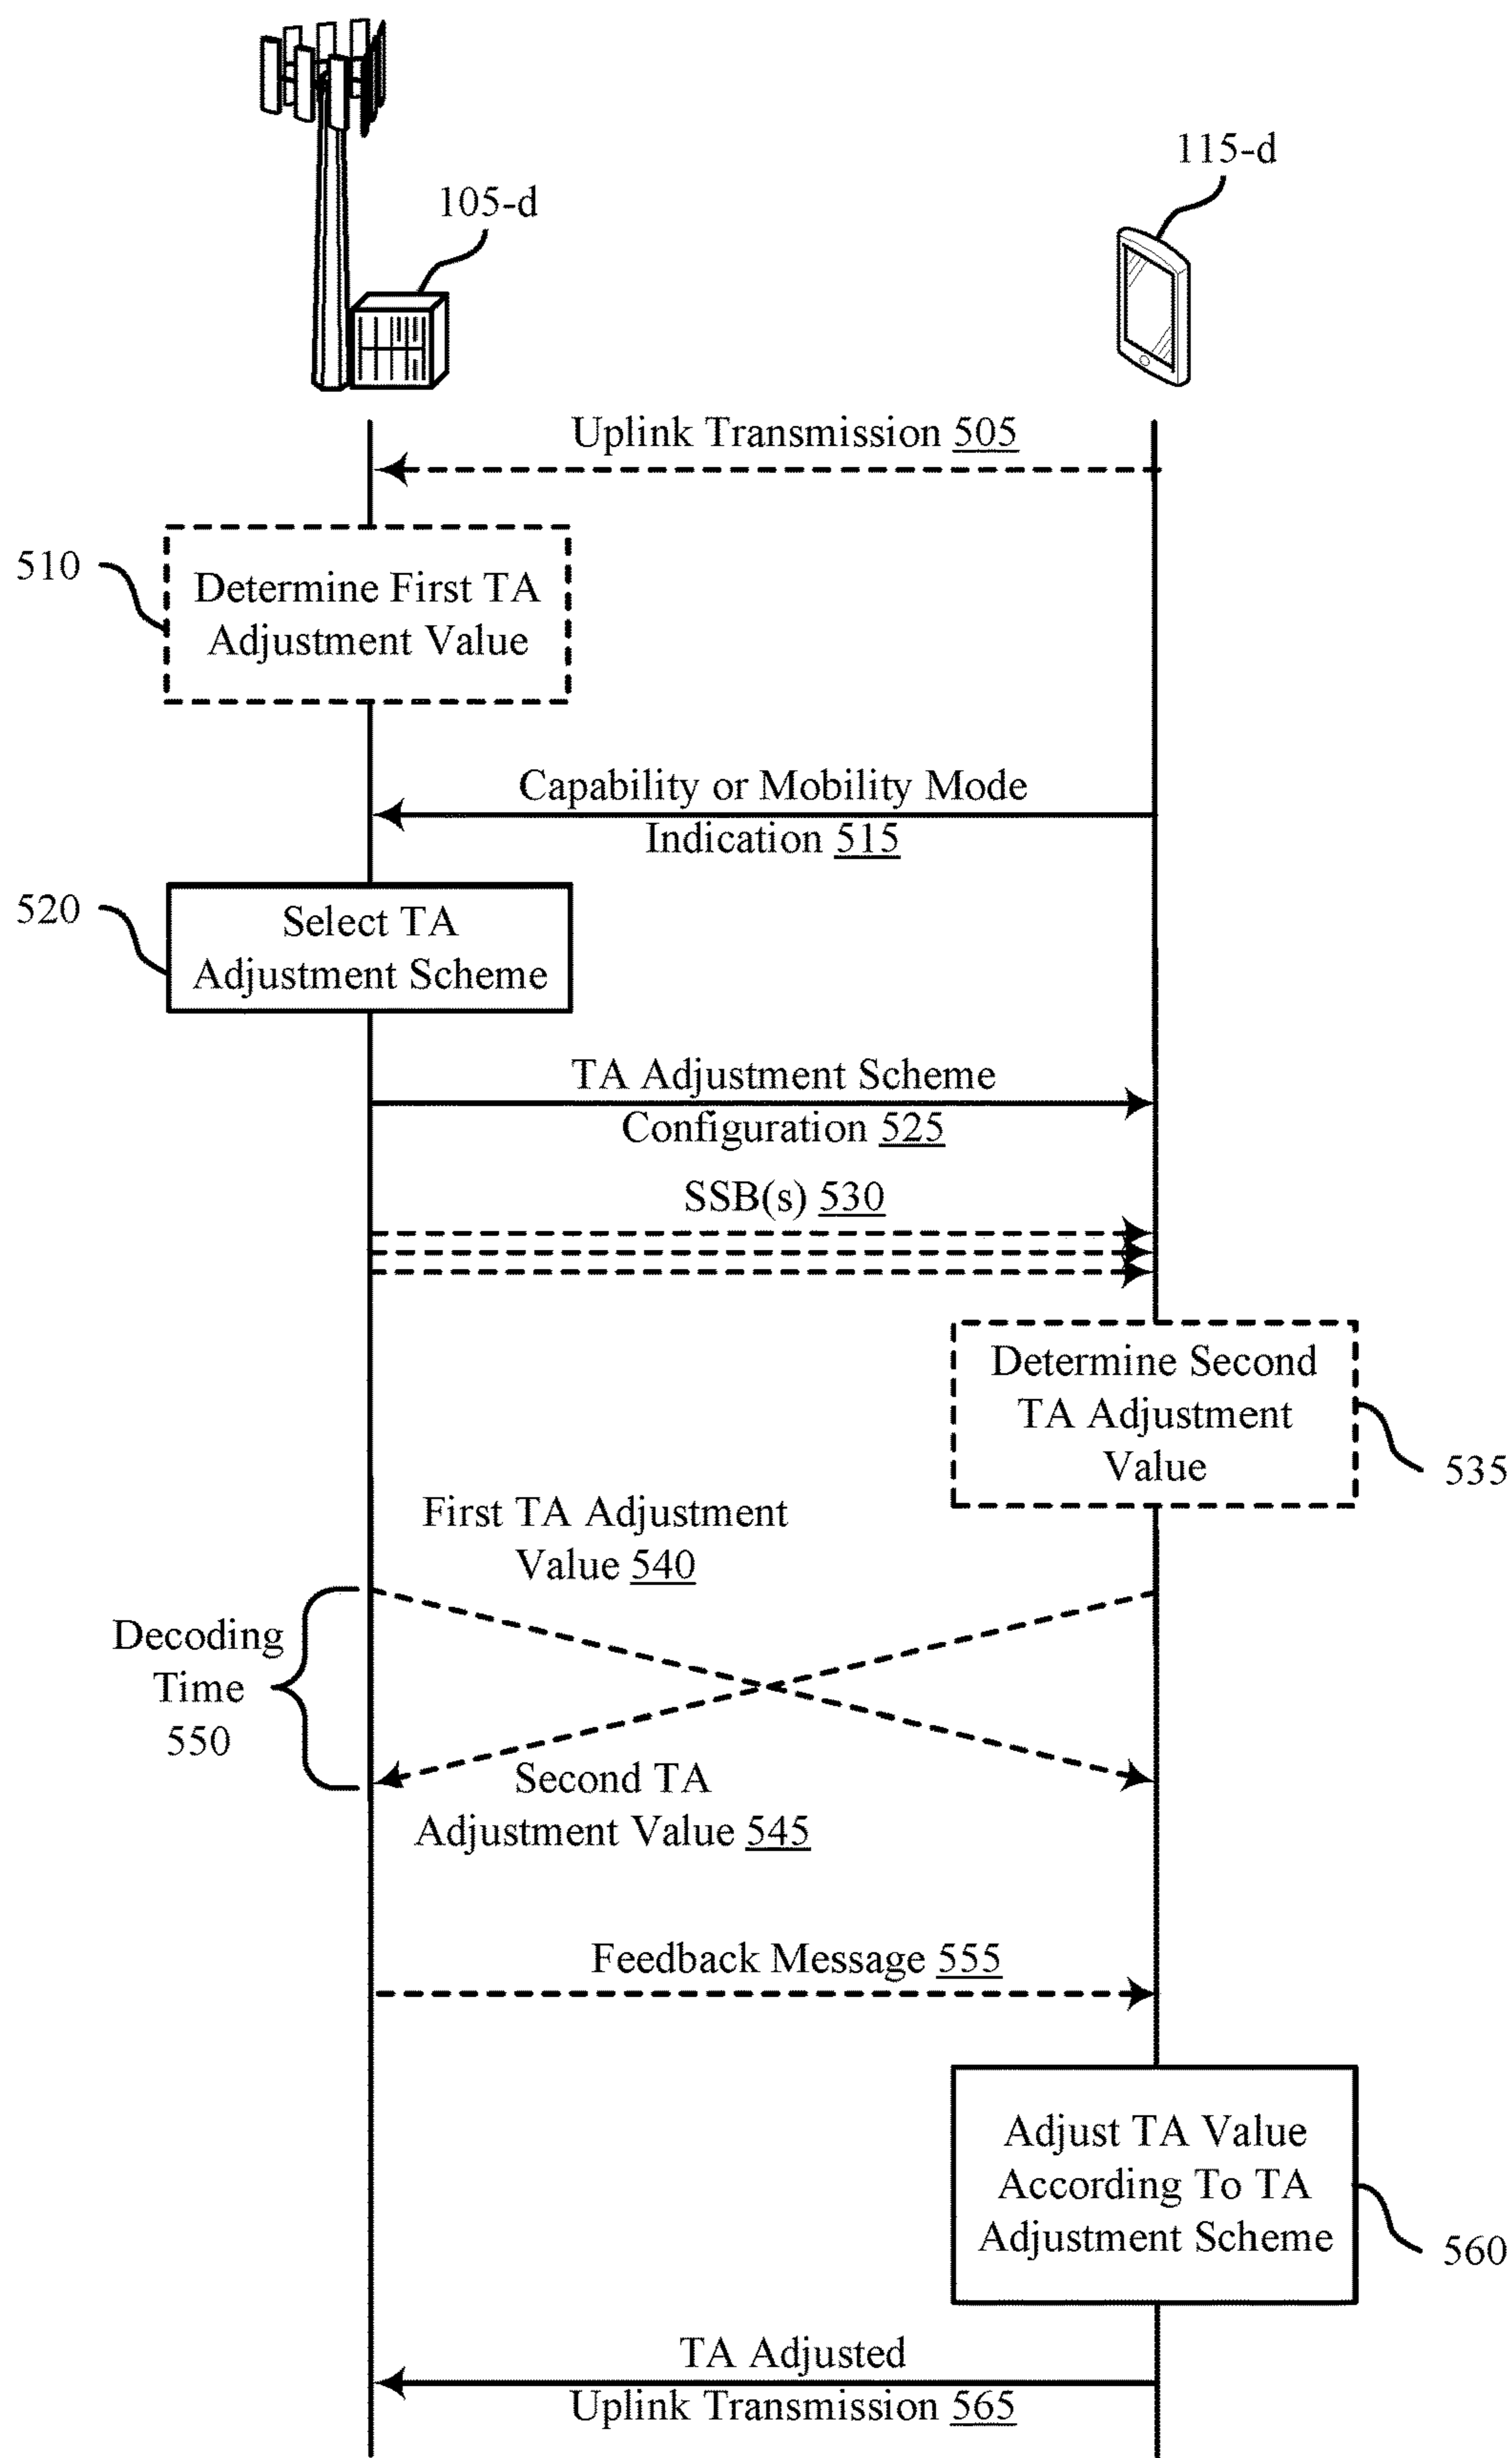 115-d
105-d
Uplink Transmission 505
510
Determine First TA
Adjustment Value
Capability or Mobility Mode
Indication 515
520
Select TA
Adjustment Scheme
TA Adjustment Scheme
Configuration 525
SSB(s) 530
Determine Second
TA Adjustment
Value
535
First TA Adjustment
Value 540
Decoding
Time
550
Second TA
Adjustment Value 545
Feedback Message 555
Adjust TA Value
According To TA
Adjustment Scheme
560
TA Adjusted
Uplink Transmission 565